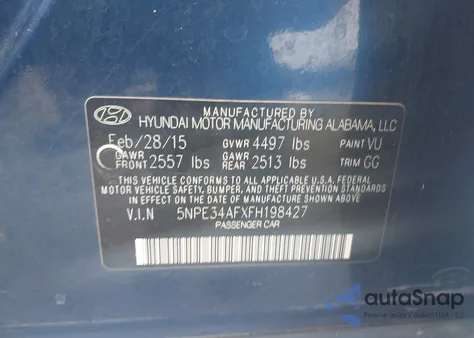 MANUFACTURED BY
HYUNDAI MOTOR MANUFACTURING ALABAMA, LLC
Feb/28/15 GVWR 4497 lbs PAINT VU
GAWR FRONT 2557 lbs GAWR REAR 2513 lbs TRIM GG
THIS VEHICLE CONFORMS TO ALL APPLICABLE U.S.A. FEDERAL
MOTOR VEHICLE SAFETY, BUMPER, AND THEFT PREVENTION STANDARDS
IN EFFECT ON THE DATE OF MANUFACTURE SHOWN ABOVE.
V.I.N 5NPE34AFXFH198427
PASSENGER CAR
autoSnap